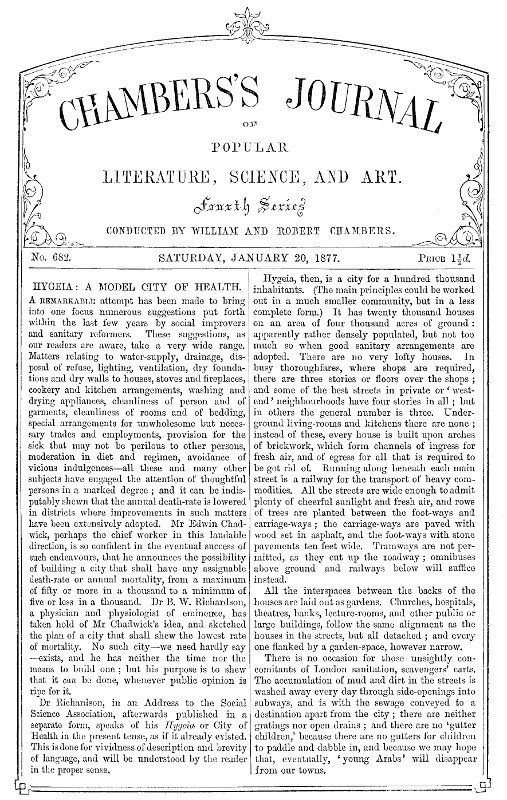 CHAMBERS'S JOURNAL
OF
POPULAR
LITERATURE, SCIENCE, AND ART.
Fourth Series
CONDUCTED BY WILLIAM AND ROBERT CHAMBERS.
No. 682.
SATURDAY, JANUARY 20, 1877.
PRICE 1½d.
HYGEIA: A MODEL CITY OF HEALTH.
A REMARKABLE attempt has been made to bring
into one focus numerous suggestions put forth
within the last few years by social improvers
and sanitary reformers. These suggestions, as
our readers are aware, take a very wide range.
Matters relating to water-supply, drainage, dis-
posal of refuse, lighting, ventilation, dry founda-
tions and dry walls to houses, stoves and fireplaces,
cookery and kitchen arrangements, washing and
drying appliances, cleanliness of person and of
garments, cleanliness of rooms and of bedding,
special arrangements for unwholesome but neces-
sary trades and employments, provision for the
sick that may not be perilous to other persons,
moderation in diet and regimen, avoidance of
vicious indulgences—all these and many other
subjects have engaged the attention of thoughtful
persons in a marked degree; and it can be indis-
putably shewn that the annual death-rate is lowered
in districts where improvements in such matters
have been extensively adopted. Mr Edwin Chad-
wick, perhaps the chief worker in this laudable
direction, is so confident in the eventual success of
such endeavours, that he announces the possibility
of building a city that shall have any assignable
death-rate or annual mortality, from a maximum
of fifty or more in a thousand to a minimum of
five or less in a thousand. Dr B. W. Richardson,
a physician and physiologist of eminence, has
taken hold of Mr Chadwick's idea, and sketched
the plan of a city that shall shew the lowest rate
of mortality. No such city—we need hardly say
—exists, and he has neither the time nor the
means to build one; but his purpose is to shew
that it can be done, whenever public opinion is
ripe for it.
Dr Richardson, in an Address to the Social
Science Association, afterwards published in a
separate form, speaks of his Hygeia or City of
Health in the present tense, as if it already existed.
This is done for vividness of description and brevity
of language, and will be understood by the reader
in the proper sense.
Hygeia, then, is a city for a hundred thousand
inhabitants. (The main principles could be worked
out in a much smaller community, but in a less
complete form.) It has twenty thousand houses
on an area of four thousand acres of ground:
apparently rather densely populated, but not too
much so when good sanitary arrangements are
adopted. There are no very lofty houses. In
busy thoroughfares, where shops are required,
there are three stories or floors over the shops;
and some of the best streets in private or 'west-
end' neighbourhoods have four stories in all; but
in others the general number is three. Under-
ground living-rooms and kitchens there are none;
instead of these, every house is built upon arches
of brickwork, which form channels of ingress for
fresh air, and of egress for all that is required to
be got rid of. Running along beneath each main
street is a railway for the transport of heavy com-
modities. All the streets are wide enough to admit
plenty of cheerful sunlight and fresh air, and rows
of trees are planted between the foot-ways and
carriage-ways; the carriage-ways are paved with
wood set in asphalt, and the foot-ways with stone
pavements ten feet wide. Tramways are not per-
mitted, as they cut up the roadway; omnibuses
above ground and railways below will suffice
instead.
All the interspaces between the backs of the
houses are laid out as gardens. Churches, hospitals,
theatres, banks, lecture-rooms, and other public or
large buildings, follow the same alignment as the
houses in the streets, but all detached; and every
one flanked by a garden-space, however narrow.
There is no occasion for those unsightly con-
comitants of London sanitation, scavengers' carts.
The accumulation of mud and dirt in the streets is
washed away every day through side-openings into
subways, and is with the sewage conveyed to a
destination apart from the city; there are neither
gratings nor open drains; and there are no 'gutter
children,' because there are no gutters for children
to paddle and dabble in, and because we may hope
that, eventually, 'young Arabs' will disappear
from our towns.